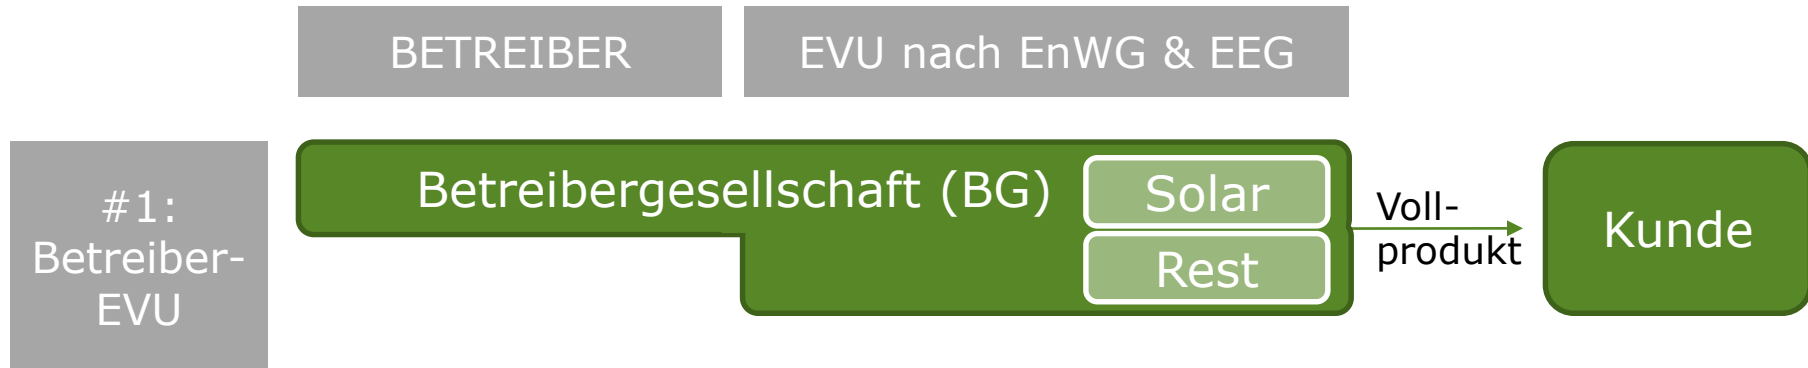 BETREIBER
EVU nach EnWG & EEG
#1:
Betreiber-
EVU
Betreibergesellschaft (BG)
Solar
Rest
Voll-
produkt
Kunde